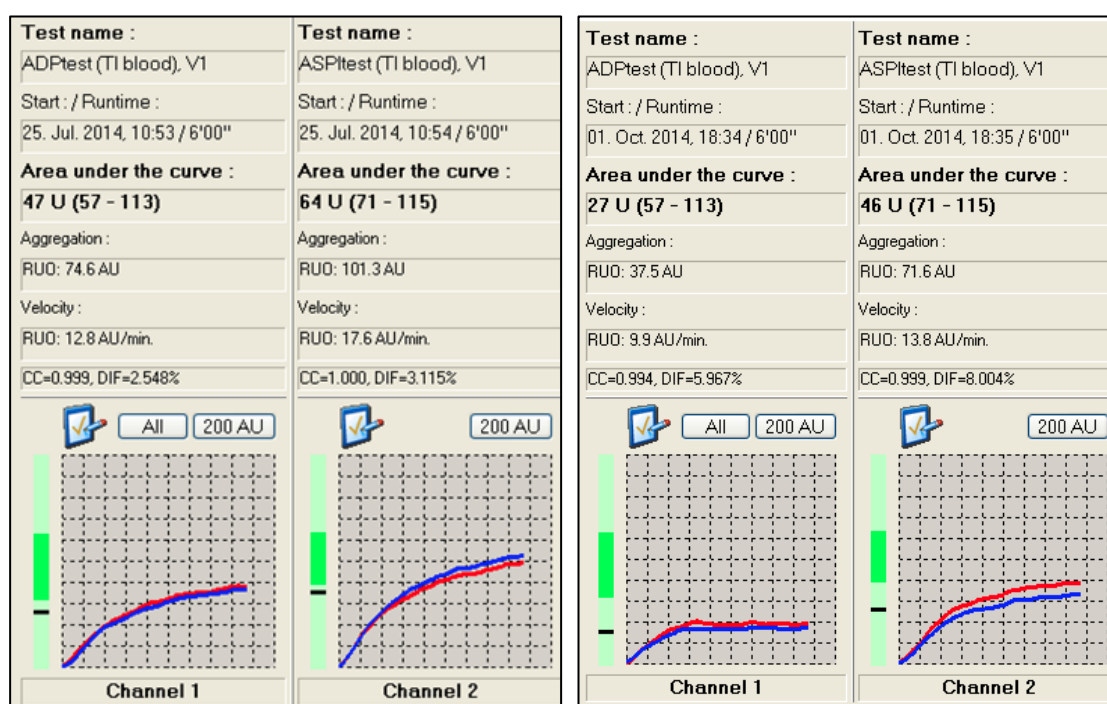 Test name :
ADPtest (TI blood), V1
Start : / Runtime :
25. Jul. 2014, 10:53 / 6'00"
Area under the curve :
47 U (57 - 113)
Aggregation :
RUO: 74.6 AU
Velocity :
RUO: 12.8 AU/min.
CC=0.999, DIF=2.548%
All
200 AU
Channel 1
Test name :
ASPItest (TI blood), V1
Start : / Runtime :
25. Jul. 2014, 10:54 / 6'00"
Area under the curve :
64 U (71 - 115)
Aggregation :
RUO: 101.3 AU
Velocity :
RUO: 17.6 AU/min.
CC=1.000, DIF=3.115%
200 AU
Channel 2
Test name :
ADPtest (TI blood), V1
Start : / Runtime :
01. Oct. 2014, 18:34 / 6'00"
Area under the curve :
27 U (57 - 113)
Aggregation :
RUO: 37.5 AU
Velocity :
RUO: 9.9 AU/min.
CC=0.994, DIF=5.967%
All
200 AU
Channel 1
Test name :
ASPItest (TI blood), V1
Start : / Runtime :
01. Oct. 2014, 18:35 / 6'00"
Area under the curve :
46 U (71 - 115)
Aggregation :
RUO: 71.6 AU
Velocity :
RUO: 13.8 AU/min.
CC=0.999, DIF=8.004%
200 AU
Channel 2